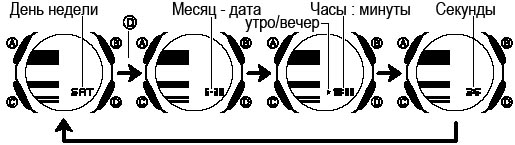 День недели Месяц - дата Часы : минуты Секунды
D утро/вечер
A B A B A B A B
SAT
C D C D C D C D